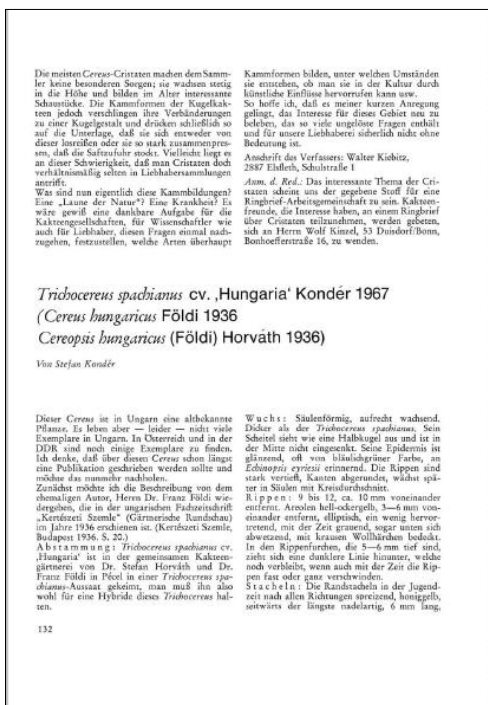 Die meisten Cereus-Cristaten machen dem Samm-
ler keine besonderen Sorgen; sie wachsen stetig
in die Höhe und bilden im Alter interessante
Schaustücke. Die Kammformen der Kugelkak-
teen jedoch verschlingen ihre Verbänderungen
zu einer Kugelgestalt und drücken schließlich so
auf die Unterlage, daß sie sich entweder von
dieser losreißen oder sie so stark zusammenpres-
sen, daß die Saftzufuhr stockt. Vielleicht liegt es
an dieser Schwierigkeit, daß man Cristaten doch
verhältnismäßig selten in Liebhabersammlungen
antrifft.
Was sind nun eigentlich diese Kammbildungen?
Eine „Laune der Natur"? Eine Krankheit? Es
wäre gewiß eine dankbare Aufgabe für die
Kakteengesellschaften, für Wissenschaftler wie
auch für Liebhaber, diesen Fragen einmal nach-
zugehen, festzustellen, welche Arten überhaupt
Kammformen bilden, unter welchen Umständen
sie entstehen, ob man sie in der Kultur durch
künstliche Einflüsse hervorrufen kann usw.
So hoffe ich, daß es meiner kurzen Anregung
gelingt, das Interesse für dieses Gebiet neu zu
beleben, das so viele ungelöste Fragen enthält
und für unsere Liebhaberei sicherlich nicht ohne
Bedeutung ist.
Anschrift des Verfassers: Walter Kiebitz,
2887 Elsfleth, Schulstraße 1
Anm. d. Red.: Das interessante Thema der Cri-
staten scheint uns der gegebene Stoff für eine
Ringbrief-Arbeitsgemeinschaft zu sein. Kakteen-
freunde, die Interesse haben, an einem Ringbrief
über Cristaten teilzunehmen, werden gebeten,
sich an Herrn Wolf Kinzel, 53 Duisdorf/Bonn,
Bonhoefferstraße 16, zu wenden.
Trichocereus spachianus cv. ‚Hungaria' Kondér 1967
(Cereus hungaricus Földi 1936
Cereopsis hungaricus (Földi) Horváth 1936)
Von Stefan Kondér
Dieser Cereus ist in Ungarn eine altbekannte
Pflanze. Es leben aber — leider — nicht viele
Exemplare in Ungarn. In Österreich und in der
DDR sind noch einige Exemplare zu finden.
Ich denke, daß über diesen Cereus schon längst
eine Publikation geschrieben werden sollte und
möchte das nunmehr nachholen.
Zunächst möchte ich die Beschreibung von dem
ehemaligen Autor, Herrn Dr. Franz Földi wie-
dergeben, die in der ungarischen Fachzeitschrift
„Kertészeti Szemle" (Gärtnerische Rundschau)
im Jahre 1936 erschienen ist. (Kertészeti Szemle,
Budapest 1936. S. 20.)
Abstammung: Trichocereus spachianus cv.
‚Hungaria' ist in der gemeinsamen Kakteen-
gärtnerei von Dr. Stefan Horváth und Dr.
Franz Földi in Pécel in einer Trichocereus spa-
chianus-Aussaat gekeimt, man muß ihn also
wohl für eine Hybride dieses Trichocereus hal-
ten.
Wuchs: Säulenförmig, aufrecht wachsend.
Dicker als der Trichocereus spachianus. Sein
Scheitel sieht wie eine Halbkugel aus und ist in
der Mitte nicht eingesenkt. Seine Epidermis ist
glänzend, oft von bläulichgrüner Farbe, an
Echinopsis eyriesii erinnernd. Die Rippen sind
stark vertieft, Kanten abgerundet, wächst spä-
ter in Säulen mit Kreisdurchschnitt.
Rippen: 9 bis 12, ca. 10 mm voneinander
entfernt. Areolen hell-ockergelb, 3—6 mm von-
einander entfernt, elliptisch, ein wenig hervor-
tretend, mit der Zeit grauend, sogar unten sich
abwetzend, mit krausen Wollhärchen bedeckt.
In den Rippenfurchen, die 5—6 mm tief sind,
zieht sich eine dunklere Linie hinunter, welche
noch verbleibt, wenn auch mit der Zeit die Rip-
pen fast oder ganz verschwinden.
Stacheln: Die Randstacheln in der Jugend-
zeit nach allen Richtungen spreizend, honiggelb,
seitwärts der längste nadelartig, 6 mm lang,
132